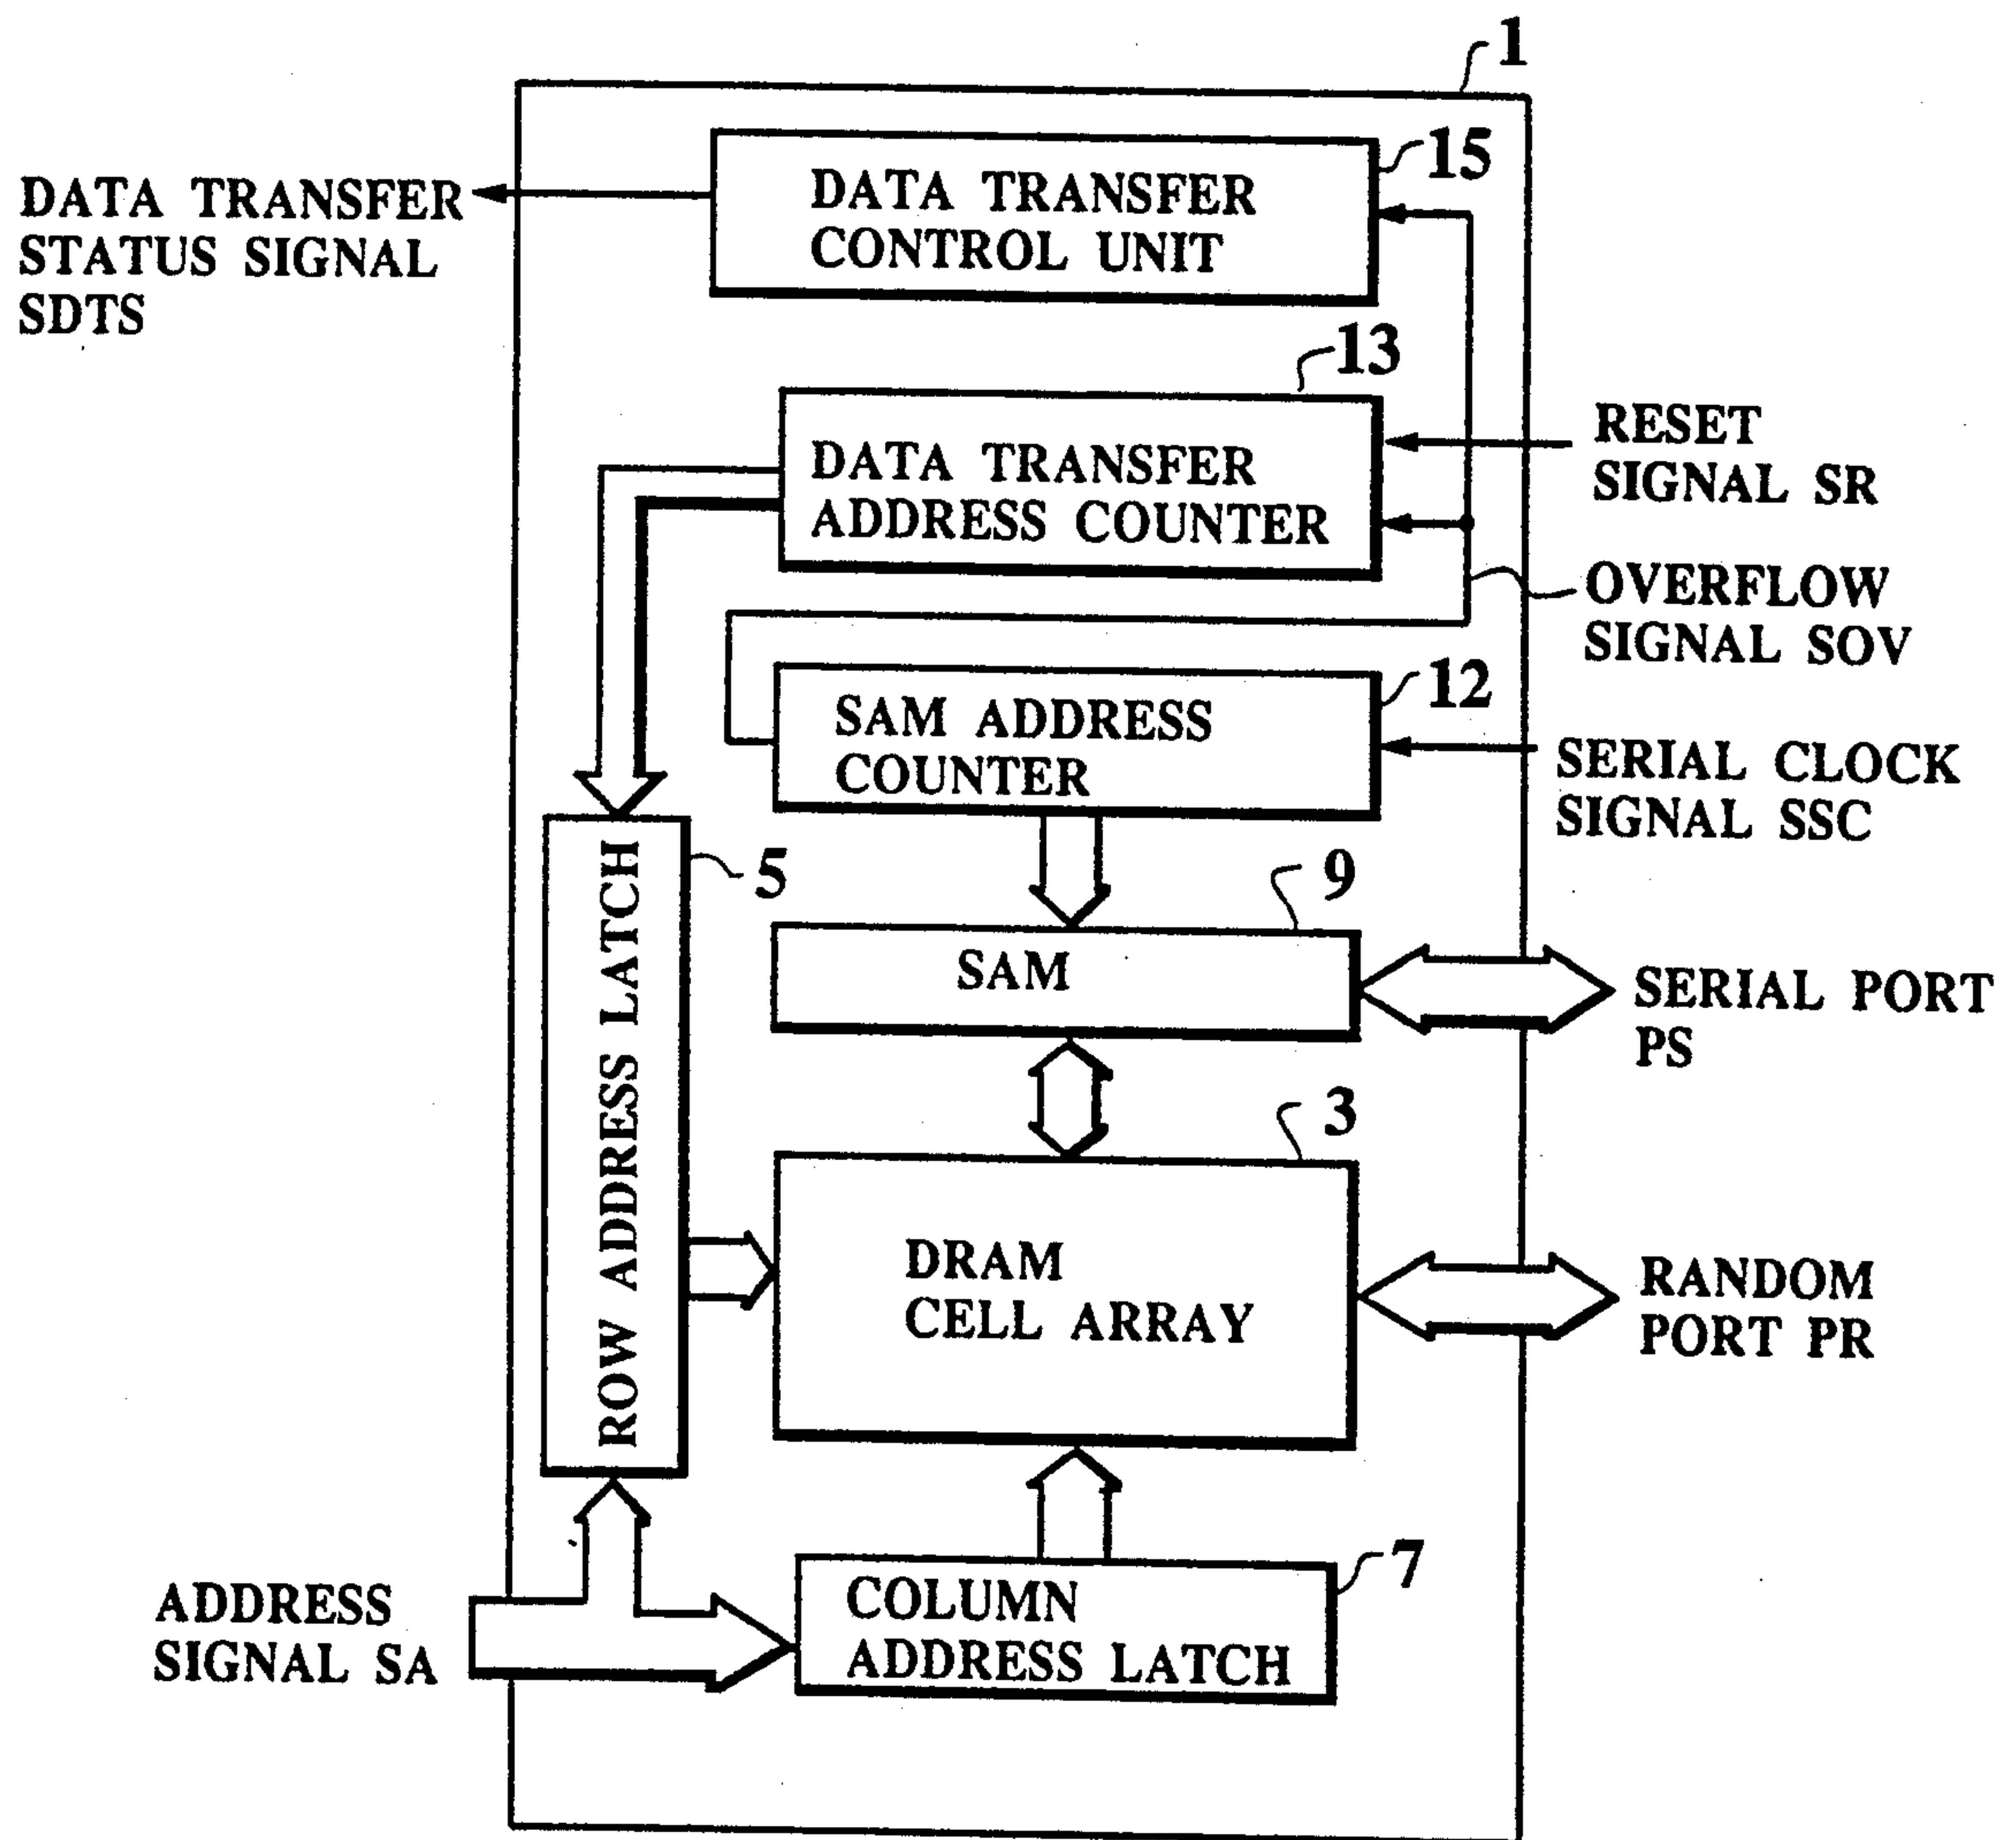 1
15
DATA TRANSFER
CONTROL UNIT
DATA TRANSFER
STATUS SIGNAL
SDTS
13
DATA TRANSFER
ADDRESS COUNTER
RESET
SIGNAL SR
OVERFLOW
SIGNAL SOV
12
SAM ADDRESS
COUNTER
SERIAL CLOCK
SIGNAL SSC
5
ROW ADDRESS LATCH
9
SAM
SERIAL PORT
PS
3
DRAM
CELL ARRAY
RANDOM
PORT PR
7
COLUMN
ADDRESS LATCH
ADDRESS
SIGNAL SA